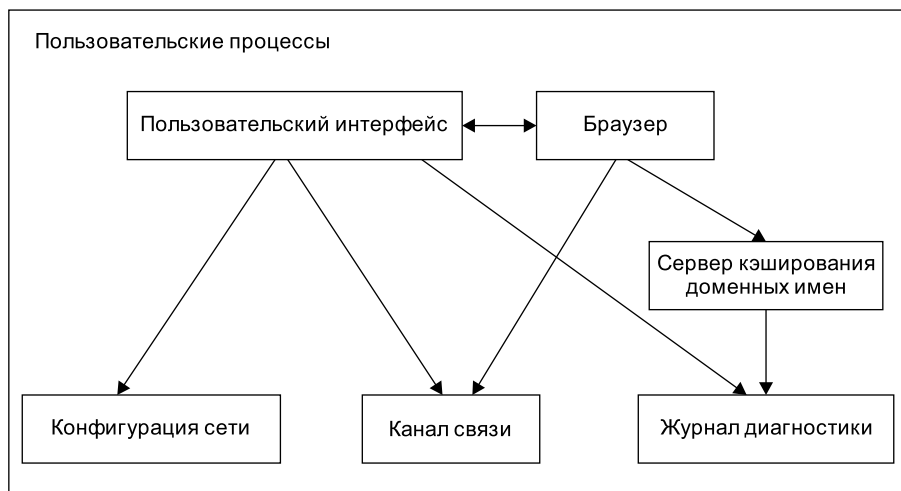 Пользовательские процессы
Пользовательский интерфейс
Браузер
Сервер кэширования
доменных имен
Конфигурация сети
Канал связи
Журнал диагностики